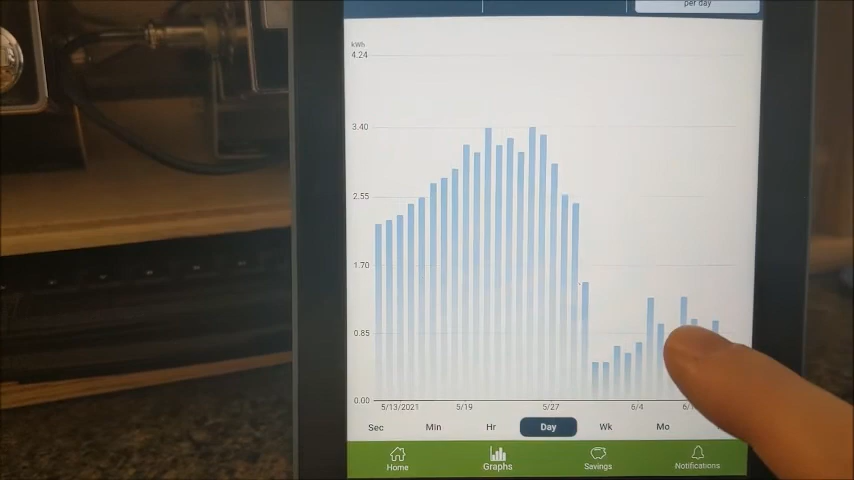 per day
kWh
4.24
3.40
2.55
1.70
0.85
0.00
5/13/2021 5/19 5/27 6/4
Sec Min Hr Day Wk Mo
Home Graphs Savings Notifications